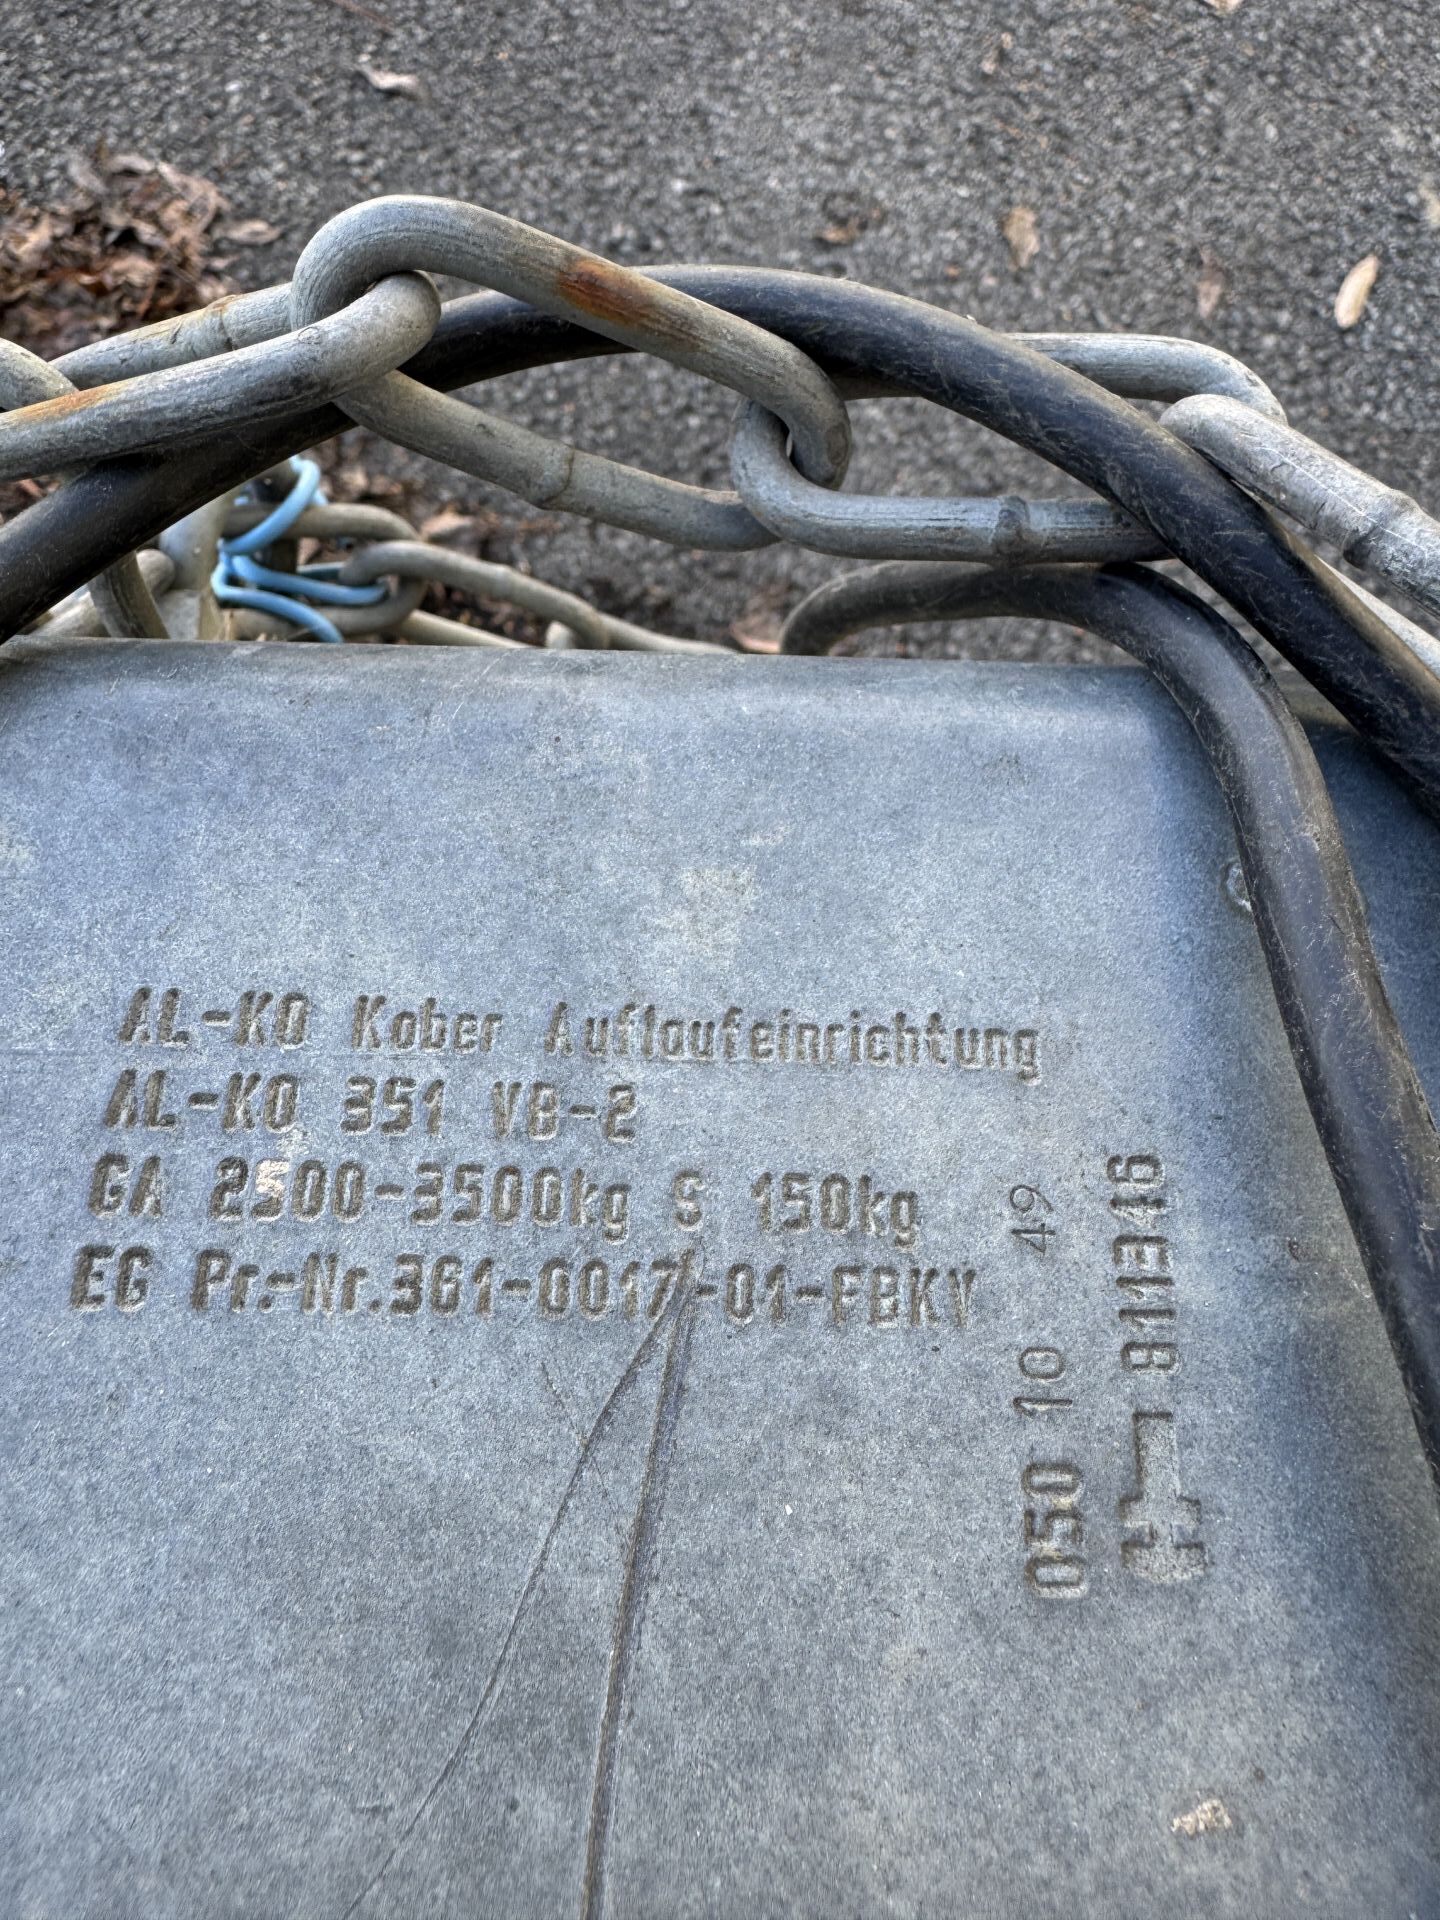 AL-KO Kober Auflaufeinrichtung
AL-KO 351 VB-2
GA 2500-3500kg S 150kg
EG Pr.-Nr.361-0017-01-FBKV
050 10 49
811346